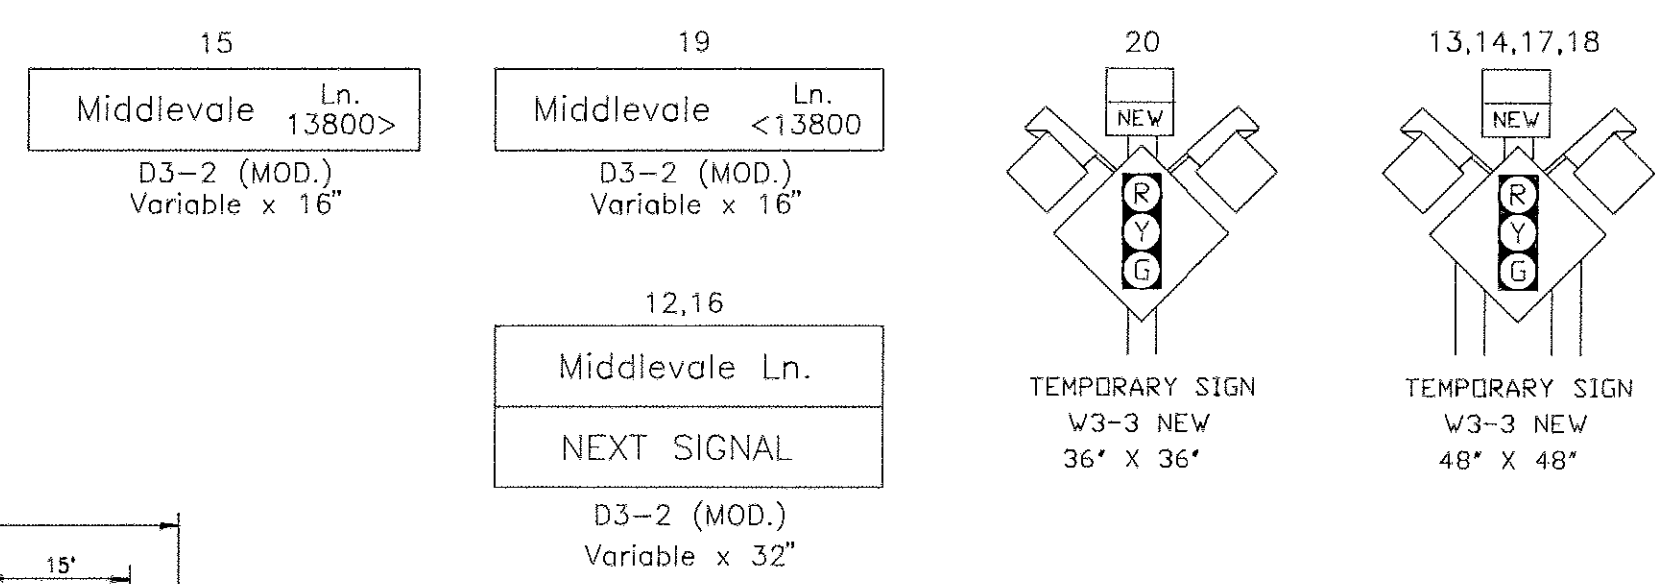 15
Middlevale Ln.
13800>
D3-2 (MOD.)
Variable x 16"
19
Middlevale Ln.
<13800
D3-2 (MOD.)
Variable x 16"
12,16
Middlevale Ln.
NEXT SIGNAL
D3-2 (MOD.)
Variable x 32"
20
NEW
R
Y
G
TEMPORARY SIGN
W3-3 NEW
36" X 36"
13,14,17,18
NEW
R
Y
G
TEMPORARY SIGN
W3-3 NEW
48" X 48"
15'